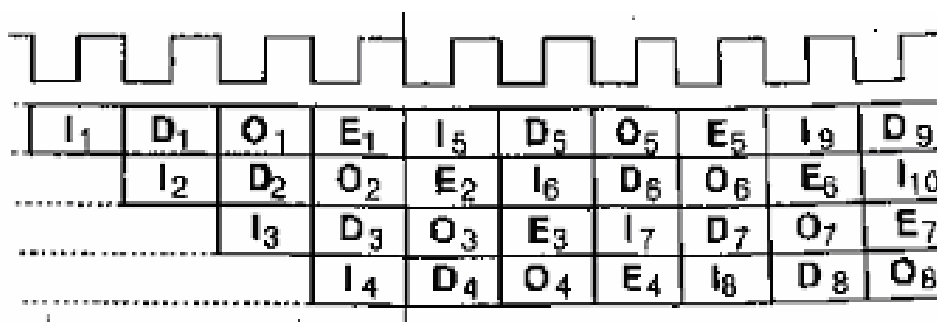 I1 D1 O1 E1 I5 D5 O5 E5 I9 D9
I2 D2 O2 E2 I6 D6 O6 E6 I10
I3 D3 O3 E3 I7 D7 O7 E7
I4 D4 O4 E4 I8 D8 O8